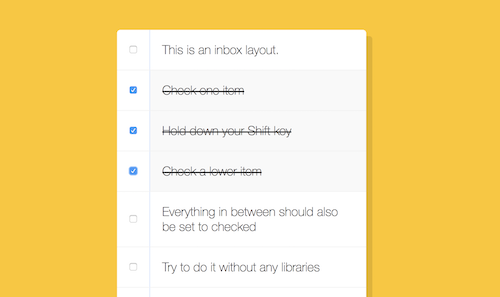 This is an inbox layout.
Check one item
Hold down your Shift key
Check a lower item
Everything in between should also
be set to checked
Try to do it without any libraries